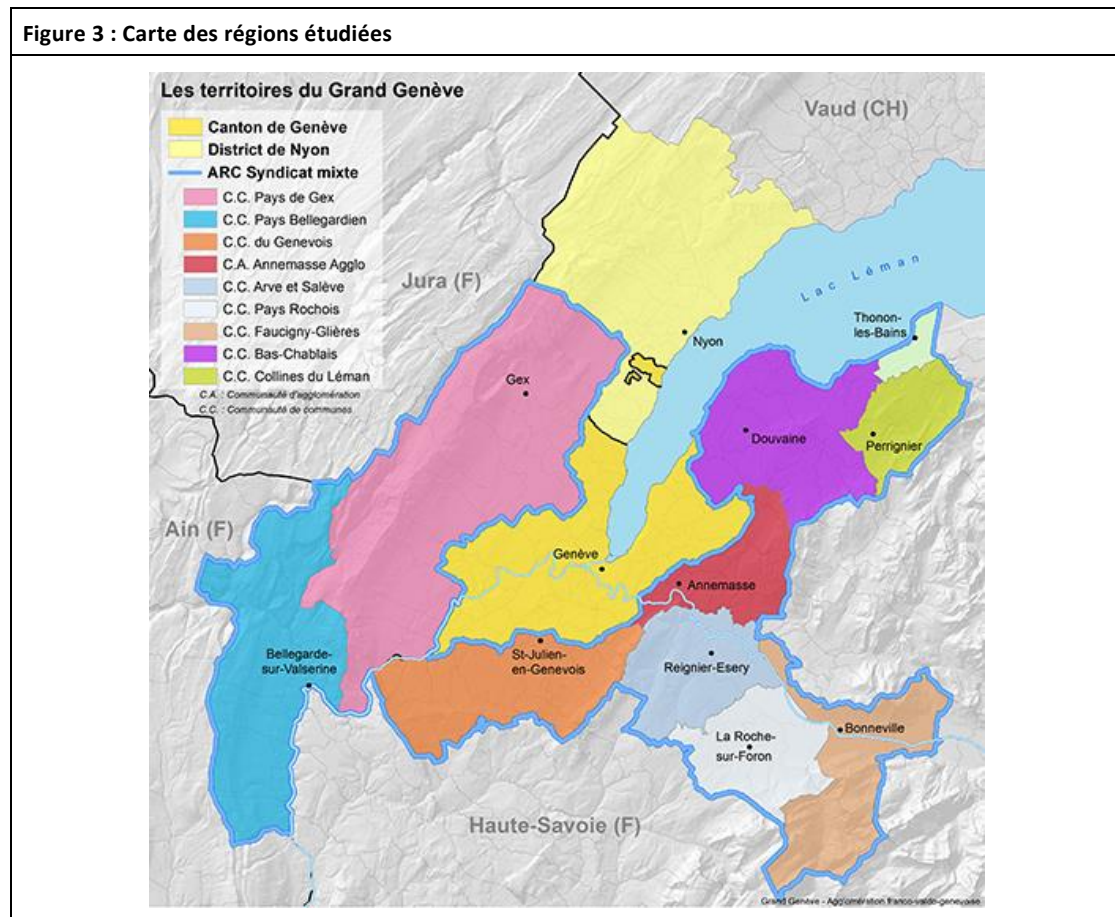 Figure 3 : Carte des régions étudiées
Les territoires du Grand Genève
Canton de Genève
District de Nyon
ARC Syndicat mixte
C.C. Pays de Gex
C.C. Pays Bellegardien
C.C. du Genevois
C.A. Annemasse Agglo
C.C. Arve et Salève
C.C. Pays Rochois
C.C. Faucigny-Glières
C.C. Bas-Chablais
C.C. Collines du Léman
C.A. : Communauté d'agglomération
C.C. : Communauté de communes
Vaud (CH)
Jura (F)
Lac Léman
Thonon-
les-Bains
Nyon
Gex
Douvaine
Perrignier
Ain (F)
Genève
Annemasse
Bellegarde-
sur-Valserine
St-Julien-
en-Genevois
Reignier-Esery
La Roche-
sur-Foron
Bonneville
Haute-Savoie (F)
Grand Genève - Agglomération franco-valdo-genevoise